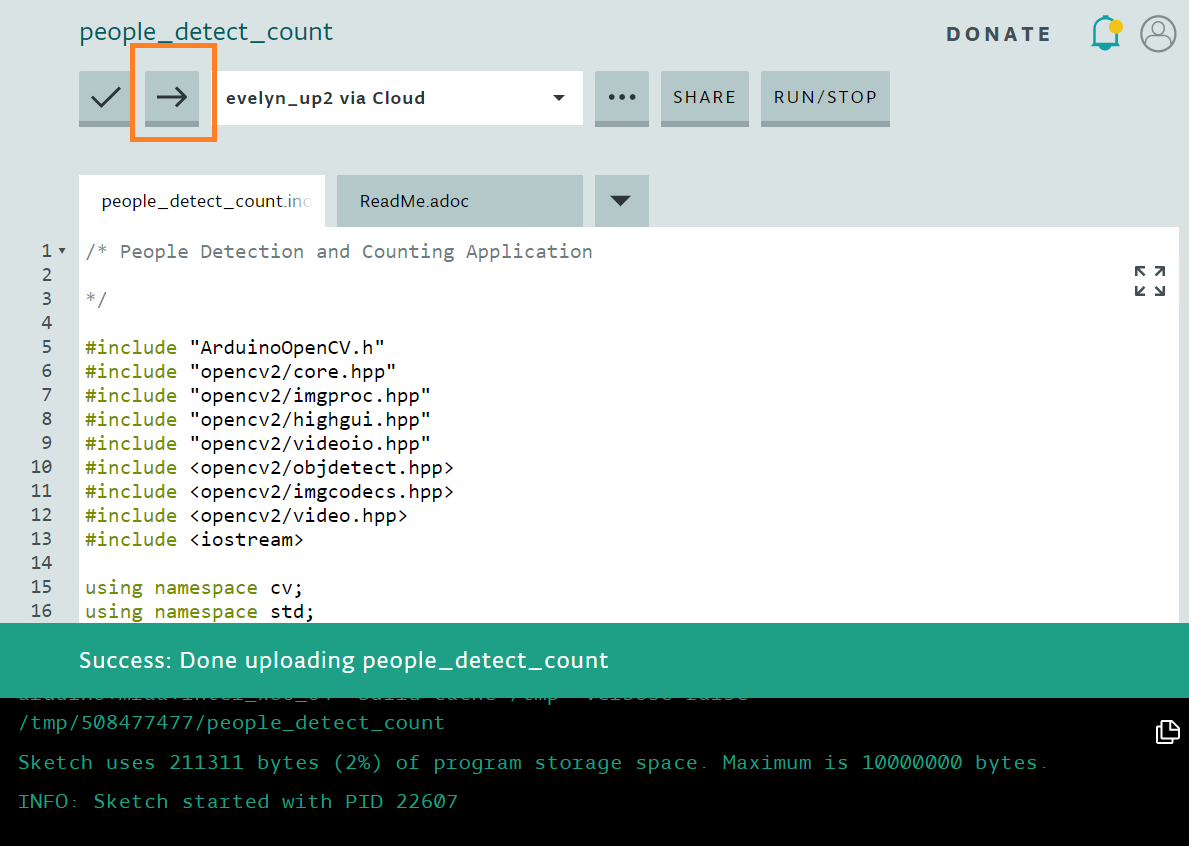 people_detect_count
DONATE
evelyn_up2 via Cloud
SHARE
RUN/STOP
people_detect_count.ino
ReadMe.adoc
1 /* People Detection and Counting Application
2
3 */
4
5 #include "ArduinoOpenCV.h"
6 #include "opencv2/core.hpp"
7 #include "opencv2/imgproc.hpp"
8 #include "opencv2/highgui.hpp"
9 #include "opencv2/videoio.hpp"
10 #include <opencv2/objdetect.hpp>
11 #include <opencv2/imgcodecs.hpp>
12 #include <opencv2/video.hpp>
13 #include <iostream>
14
15 using namespace cv;
16 using namespace std;
Success: Done uploading people_detect_count
/tmp/508477477/people_detect_count
Sketch uses 211311 bytes (2%) of program storage space. Maximum is 10000000 bytes.
INFO: Sketch started with PID 22607